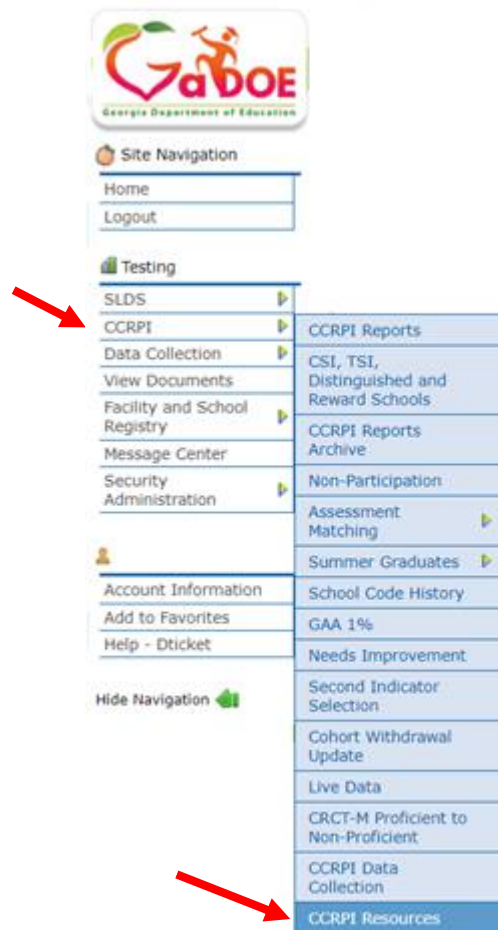 GaDOE
Georgia Department of Education
Site Navigation
Home
Logout
Testing
SLDS
CCRPI
Data Collection
View Documents
Facility and School
Registry
Message Center
Security
Administration
Account Information
Add to Favorites
Help - Dticket
Hide Navigation
CCRPI Reports
CSI, TSI,
Distinguished and
Reward Schools
CCRPI Reports
Archive
Non-Participation
Assessment
Matching
Summer Graduates
School Code History
GAA 1%
Needs Improvement
Second Indicator
Selection
Cohort Withdrawal
Update
Live Data
CRCT-M Proficient to
Non-Proficient
CCRPI Data
Collection
CCRPI Resources